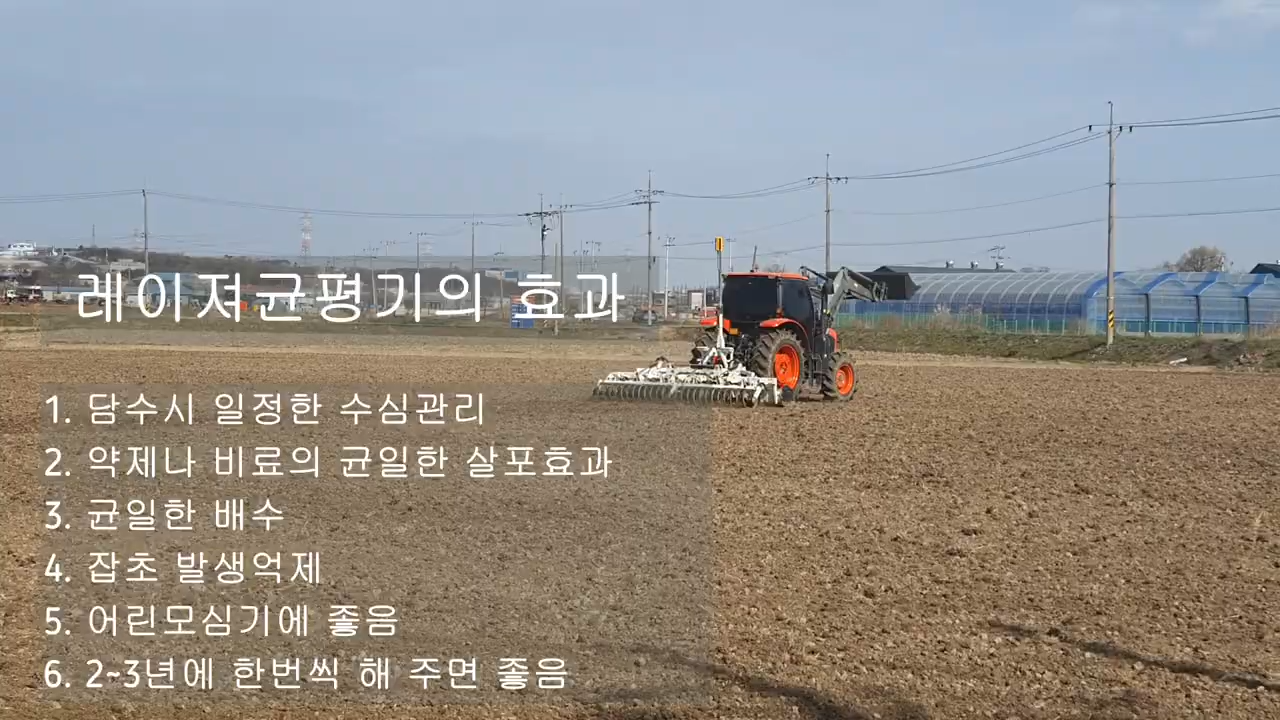 레이져균평기의 효과
1. 담수시 일정한 수심관리
2. 약제나 비료의 균일한 살포효과
3. 균일한 배수
4. 잡초 발생억제
5. 어린모심기에 좋음
6. 2~3년에 한번씩 해 주면 좋음